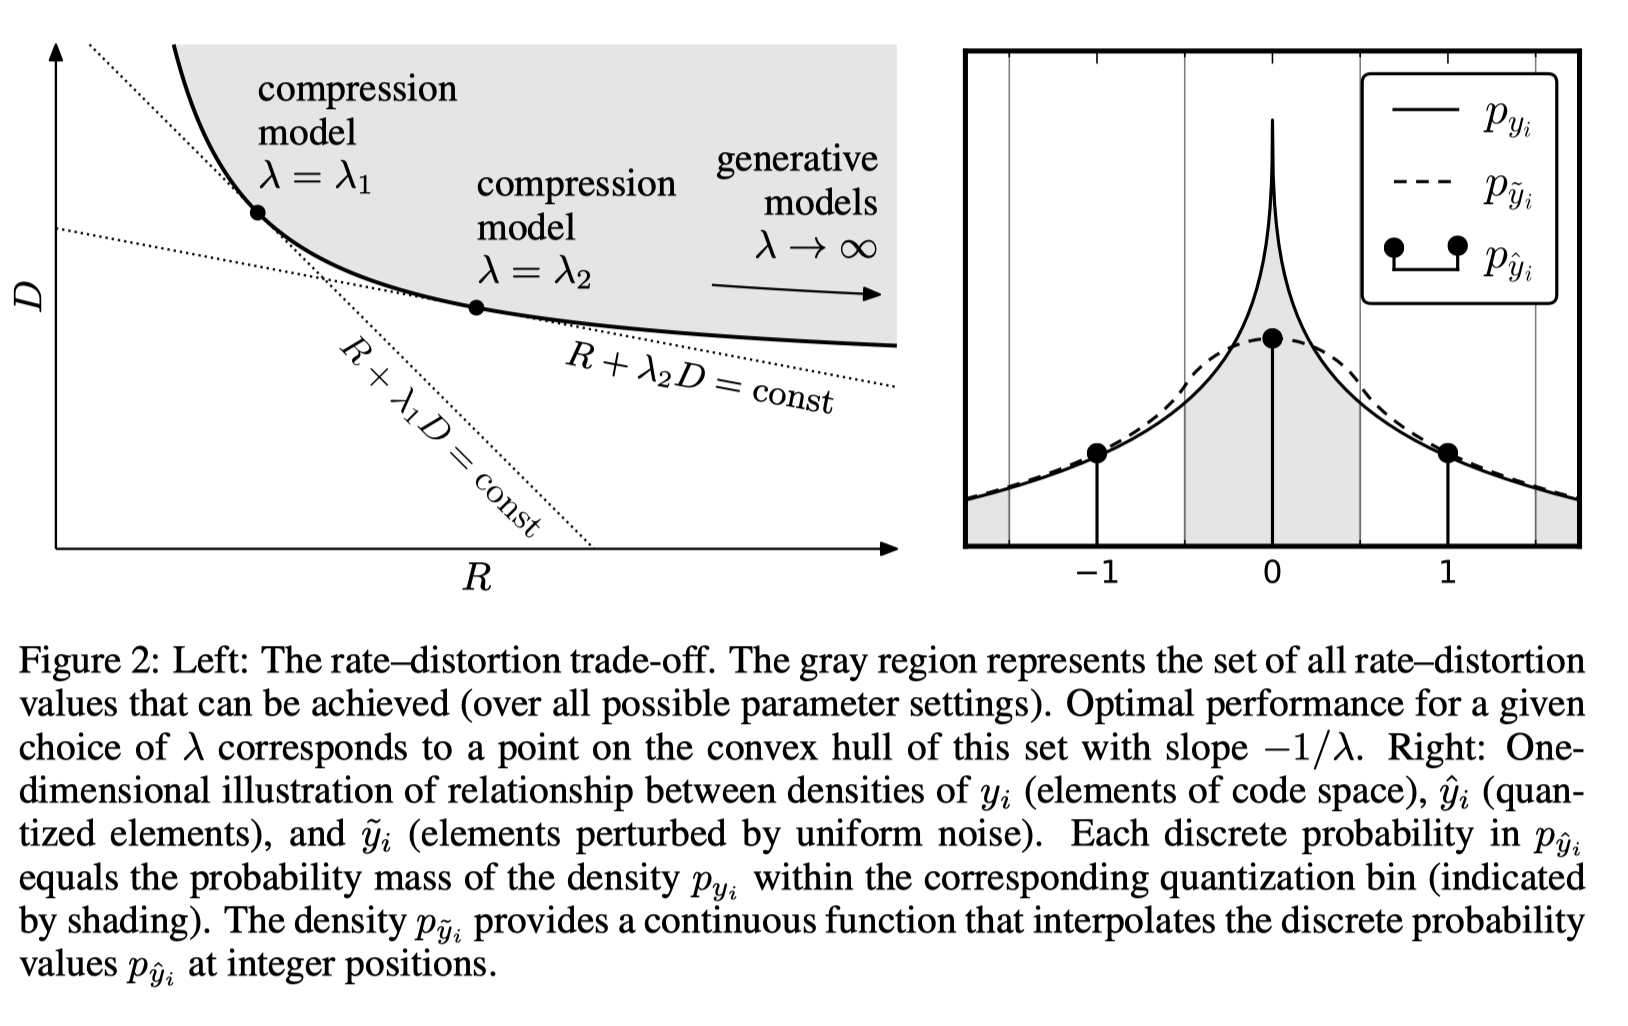 compression
model
λ = λ₁
compression
model
λ = λ₂
generative
models
λ → ∞
D
R + λ₁D = const
R + λ₂D = const
R
p_{y_i}
p_{ỹ_i}
p_{ŷ_i}
−1 0 1
Figure 2: Left: The rate–distortion trade-off. The gray region represents the set of all rate–distortion
values that can be achieved (over all possible parameter settings). Optimal performance for a given
choice of λ corresponds to a point on the convex hull of this set with slope −1/λ. Right: One-
dimensional illustration of relationship between densities of y_i (elements of code space), ŷ_i (quan-
tized elements), and ỹ_i (elements perturbed by uniform noise). Each discrete probability in p_{ŷ_i}
equals the probability mass of the density p_{y_i} within the corresponding quantization bin (indicated
by shading). The density p_{ỹ_i} provides a continuous function that interpolates the discrete probability
values p_{ŷ_i} at integer positions.